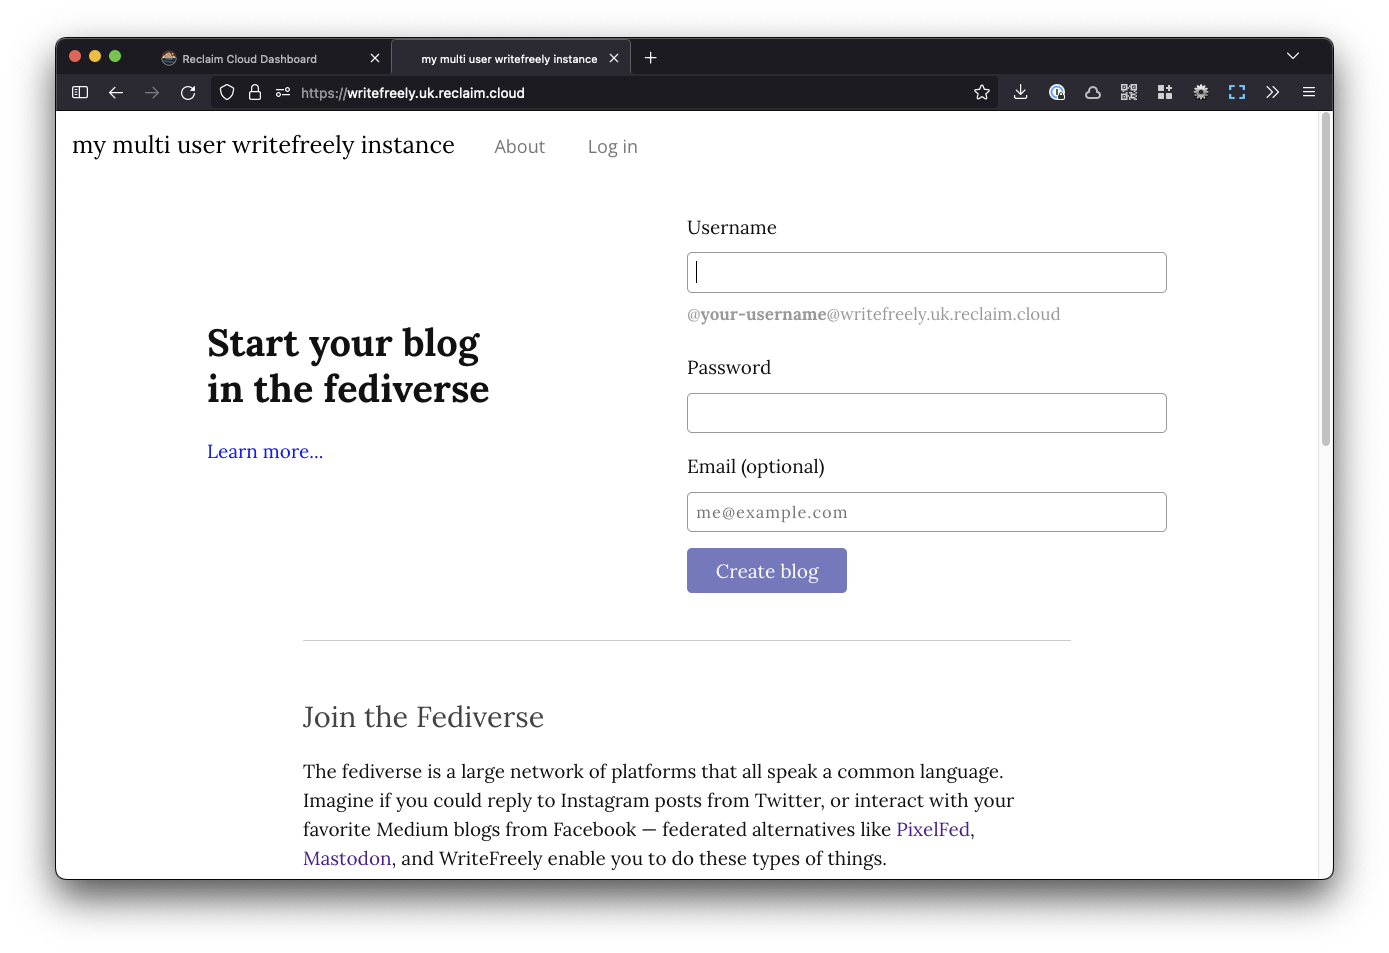 Reclaim Cloud Dashboard
my multi user writefreely instance
https://writefreely.uk.reclaim.cloud
my multi user writefreely instance About Log in
Username
@your-username@writefreely.uk.reclaim.cloud
Start your blog
in the fediverse
Learn more...
Password
Email (optional)
me@example.com
Create blog
Join the Fediverse
The fediverse is a large network of platforms that all speak a common language.
Imagine if you could reply to Instagram posts from Twitter, or interact with your
favorite Medium blogs from Facebook — federated alternatives like PixelFed,
Mastodon, and WriteFreely enable you to do these types of things.